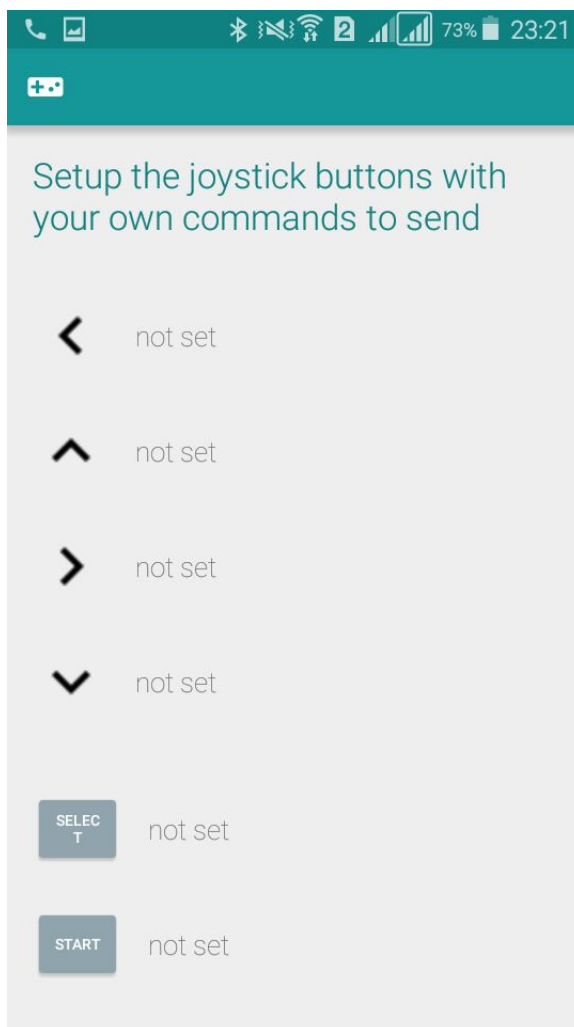 2 73% 23:21
Setup the joystick buttons with
your own commands to send
not set
not set
not set
not set
SELEC
T
not set
START not set